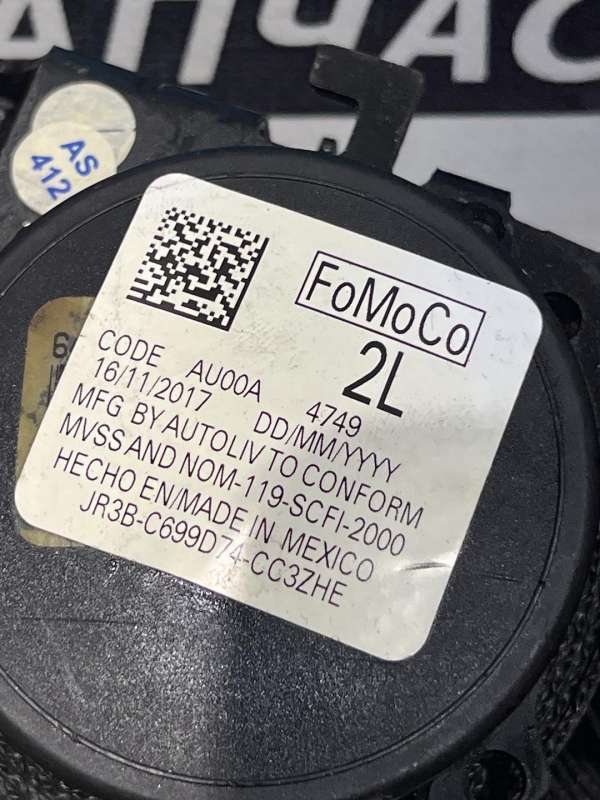 АПЧАС
AS
412
FoMoCo
2L
CODE AU00A 4749
16/11/2017 DD/MM/YYYY
MFG BY AUTOLIV TO CONFORM
MVSS AND NOM-119-SCFI-2000
HECHO EN/MADE IN MEXICO
JR3B-C699D74-CC3ZHE